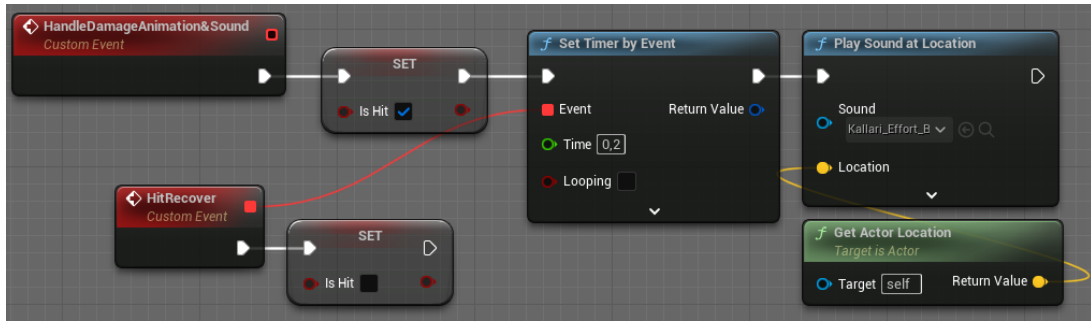 HandleDamageAnimation&Sound
Custom Event
SET
Is Hit
f Set Timer by Event
Event
Return Value
Time 0,2
Looping
f Play Sound at Location
Sound
Kallari_Effort_B
Location
HitRecover
Custom Event
SET
Is Hit
f Get Actor Location
Target is Actor
Target self
Return Value